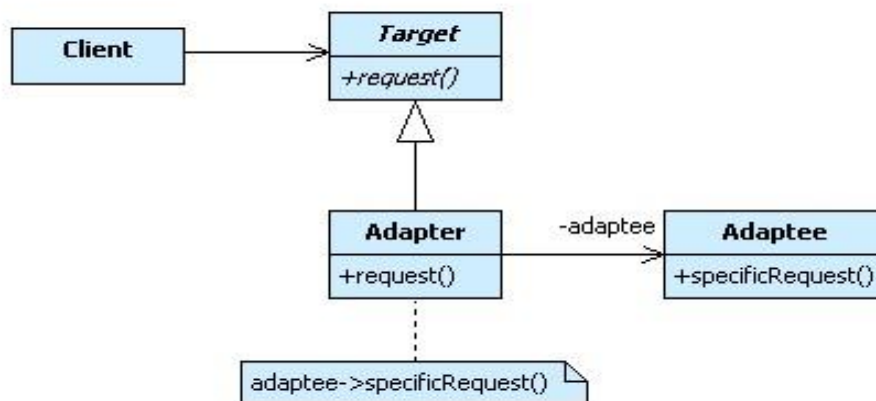 Client
Target
+request()
Adapter
+request()
-adaptee
Adaptee
+specificRequest()
adaptee->specificRequest()